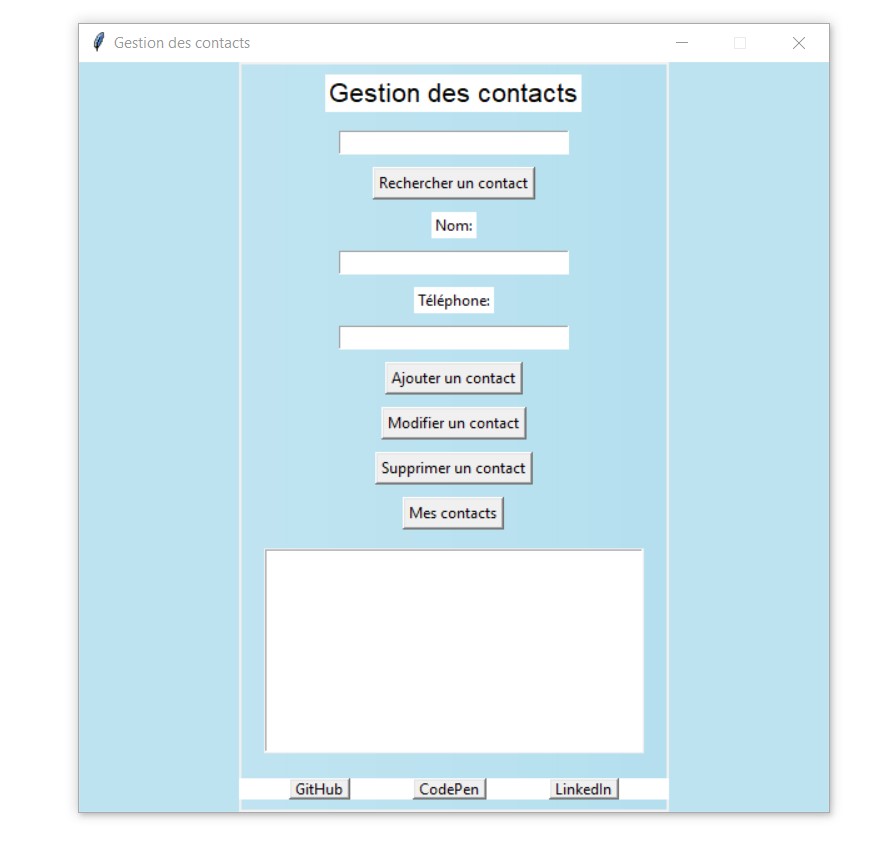 Gestion des contacts
Gestion des contacts
Rechercher un contact
Nom:
Téléphone:
Ajouter un contact
Modifier un contact
Supprimer un contact
Mes contacts
GitHub CodePen LinkedIn